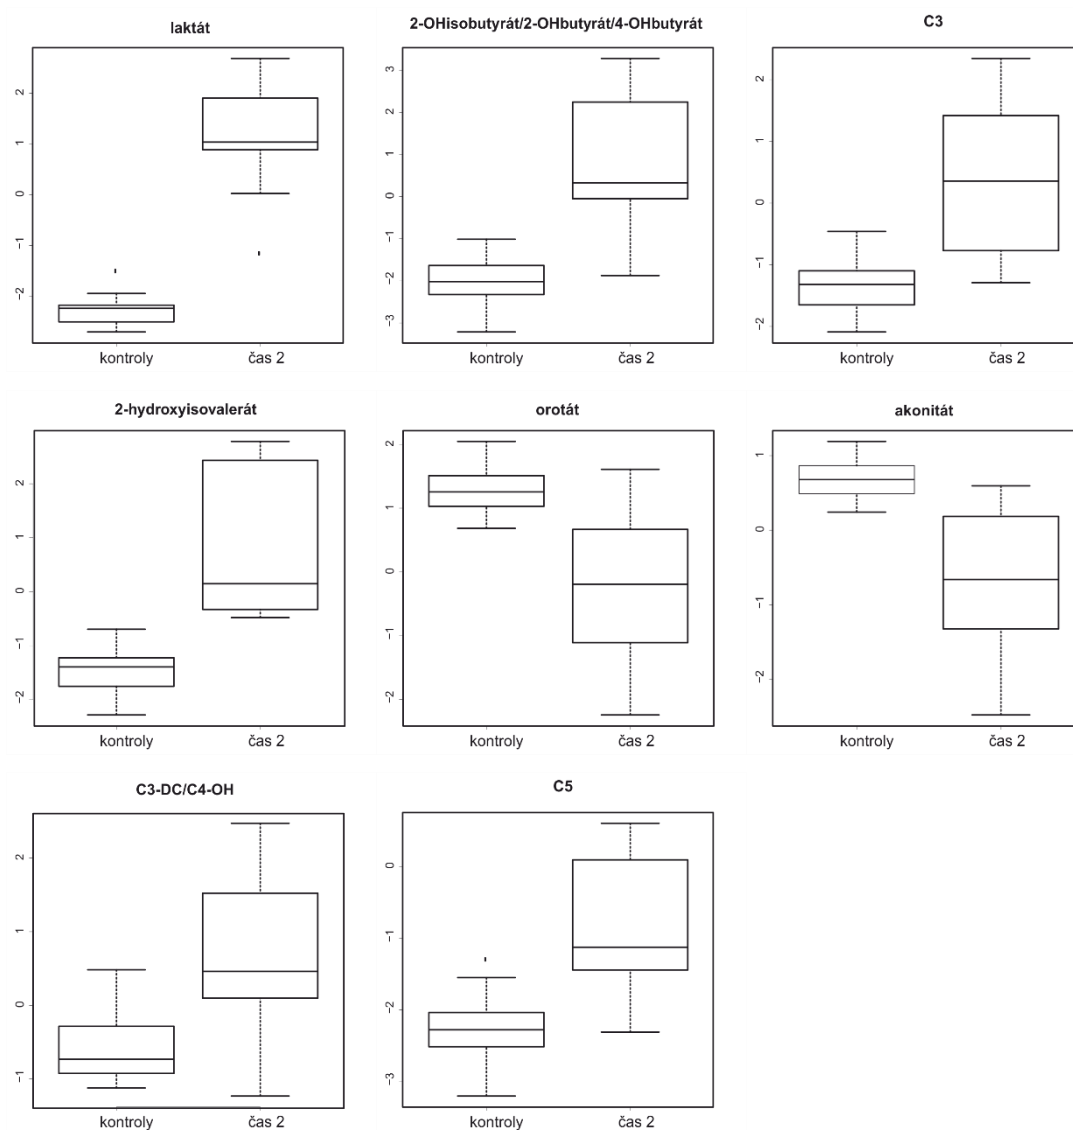 laktát
2
1
0
−1
−2
kontroly čas 2
2-OHisobutyrát/2-OHbutyrát/4-OHbutyrát
3
2
1
0
−1
−2
−3
kontroly čas 2
C3
2
1
0
−1
−2
kontroly čas 2
2-hydroxyisovalerát
2
1
0
−1
−2
kontroly čas 2
orotát
2
1
0
−1
−2
kontroly čas 2
akonitát
1
0
−1
−2
kontroly čas 2
C3-DC/C4-OH
2
1
0
−1
kontroly čas 2
C5
0
−1
−2
−3
kontroly čas 2